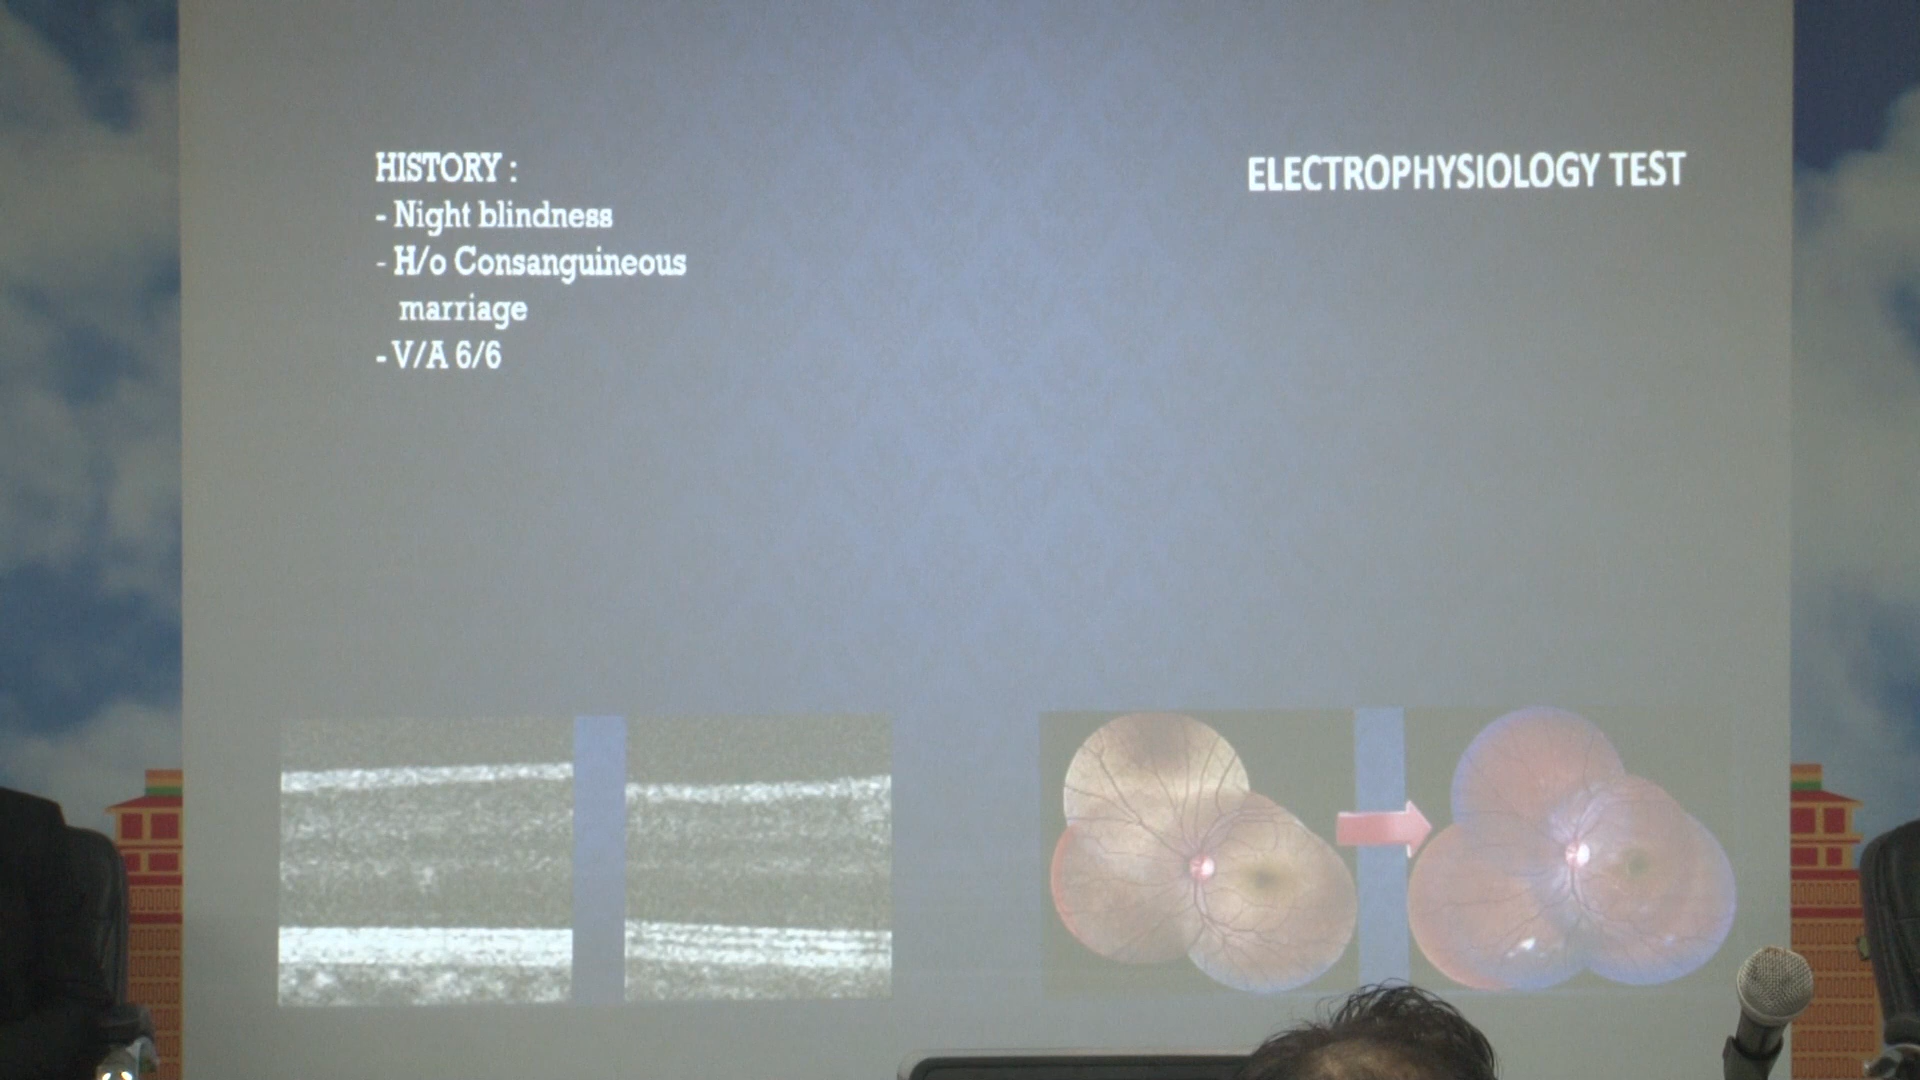 HISTORY :
- Night blindness
- H/o Consanguineous
marriage
- V/A 6/6
ELECTROPHYSIOLOGY TEST